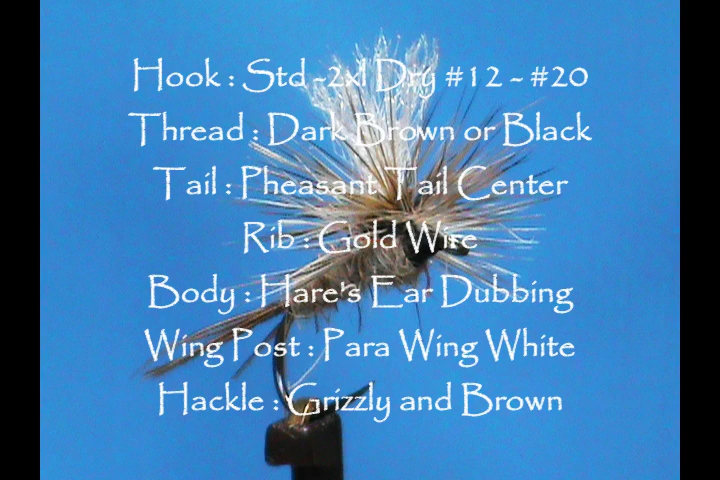 Hook : Std -2xl Dry #12 - #20
Thread : Dark Brown or Black
Tail : Pheasant Tail Center
Rib : Gold Wire
Body : Hare's Ear Dubbing
Wing Post : Para Wing White
Hackle : Grizzly and Brown